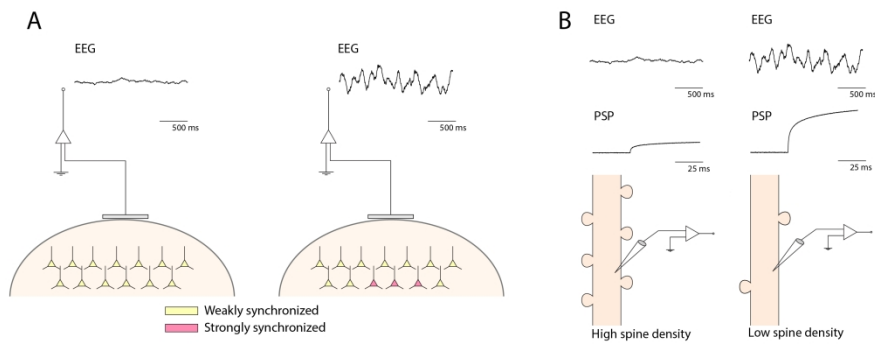 A
EEG
500 ms
EEG
500 ms
Weakly synchronized
Strongly synchronized
B
EEG
500 ms
EEG
500 ms
PSP
25 ms
PSP
25 ms
High spine density
Low spine density